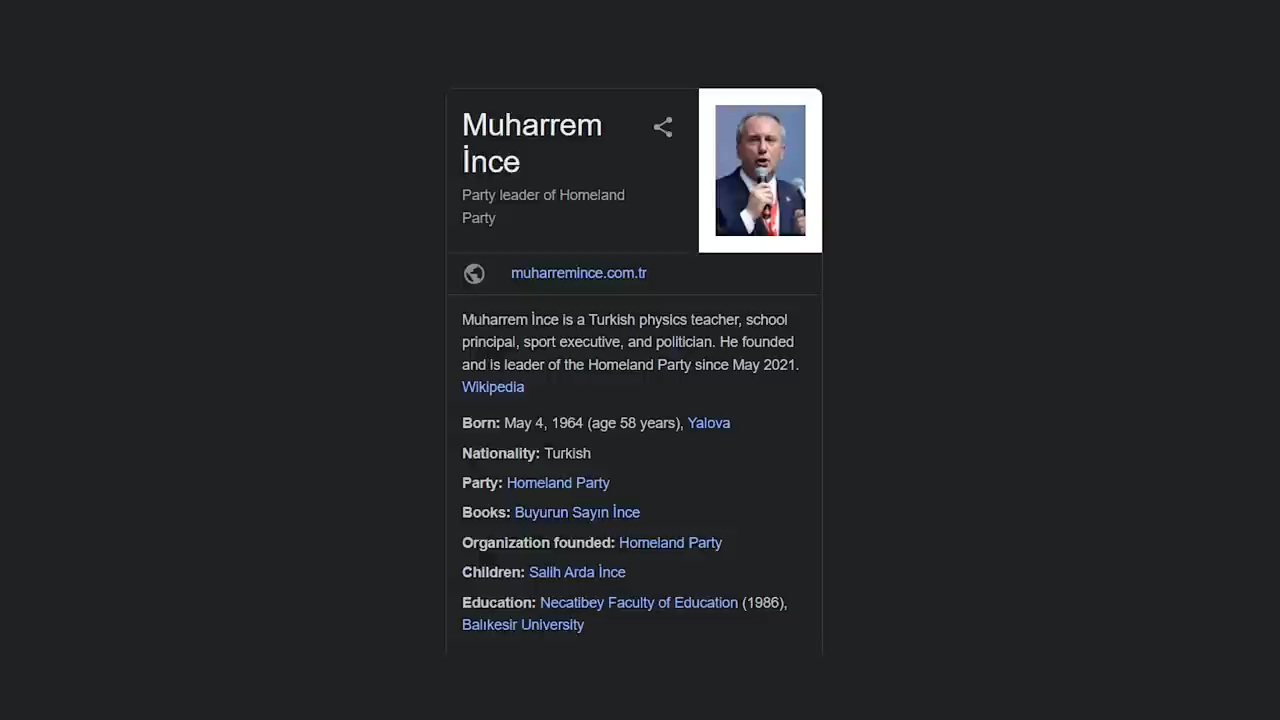 Muharrem
İnce
Party leader of Homeland
Party
muharremince.com.tr
Muharrem İnce is a Turkish physics teacher, school
principal, sport executive, and politician. He founded
and is leader of the Homeland Party since May 2021.
Wikipedia
Born: May 4, 1964 (age 58 years), Yalova
Nationality: Turkish
Party: Homeland Party
Books: Buyurun Sayın İnce
Organization founded: Homeland Party
Children: Salih Arda İnce
Education: Necatibey Faculty of Education (1986),
Balıkesir University